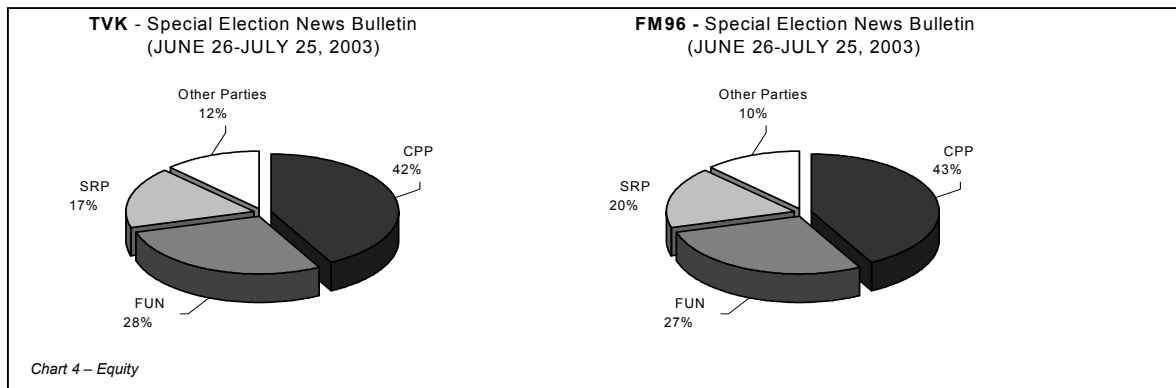 TVK - Special Election News Bulletin
(JUNE 26-JULY 25, 2003)
Other Parties
12%
CPP
42%
SRP
17%
FUN
28%
FM96 - Special Election News Bulletin
(JUNE 26-JULY 25, 2003)
Other Parties
10%
CPP
43%
SRP
20%
FUN
27%
Chart 4 – Equity